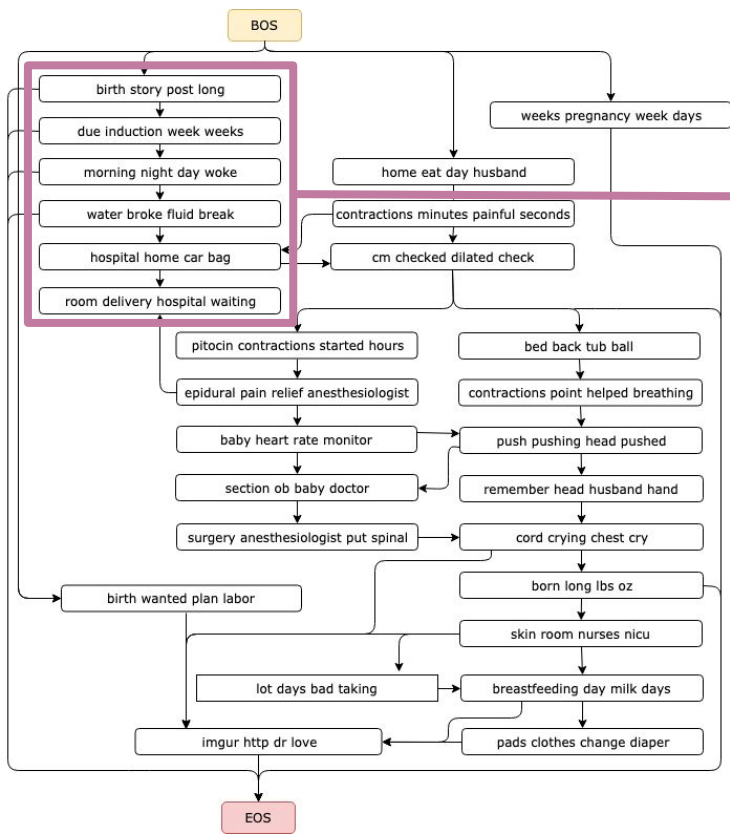 BOS
birth story post long
weeks pregnancy week days
due induction week weeks
morning night day woke
home eat day husband
water broke fluid break
contractions minutes painful seconds
hospital home car bag
cm checked dilated check
room delivery hospital waiting
pitocin contractions started hours
bed back tub ball
epidural pain relief anesthesiologist
contractions point helped breathing
baby heart rate monitor
push pushing head pushed
section ob baby doctor
remember head husband hand
surgery anesthesiologist put spinal
cord crying chest cry
born long lbs oz
birth wanted plan labor
skin room nurses nicu
lot days bad taking
breastfeeding day milk days
imgur http dr love
pads clothes change diaper
EOS